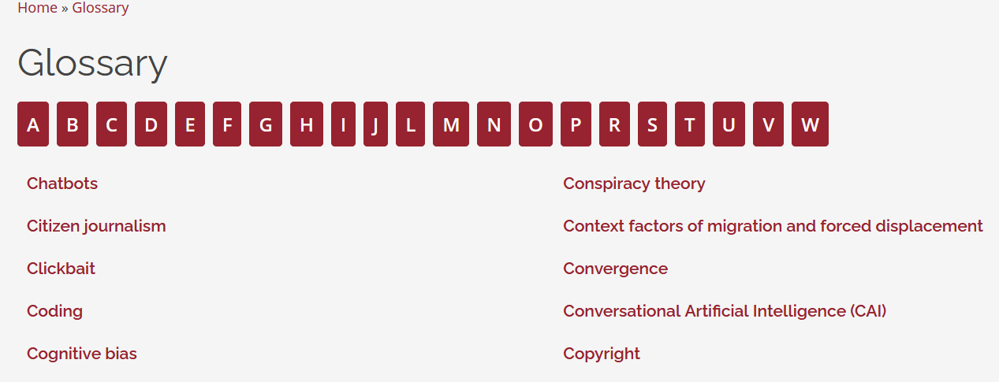 Home » Glossary
Glossary
A B C D E F G H I J L M N O P R S T U V W
Chatbots
Citizen journalism
Clickbait
Coding
Cognitive bias
Conspiracy theory
Context factors of migration and forced displacement
Convergence
Conversational Artificial Intelligence (CAI)
Copyright